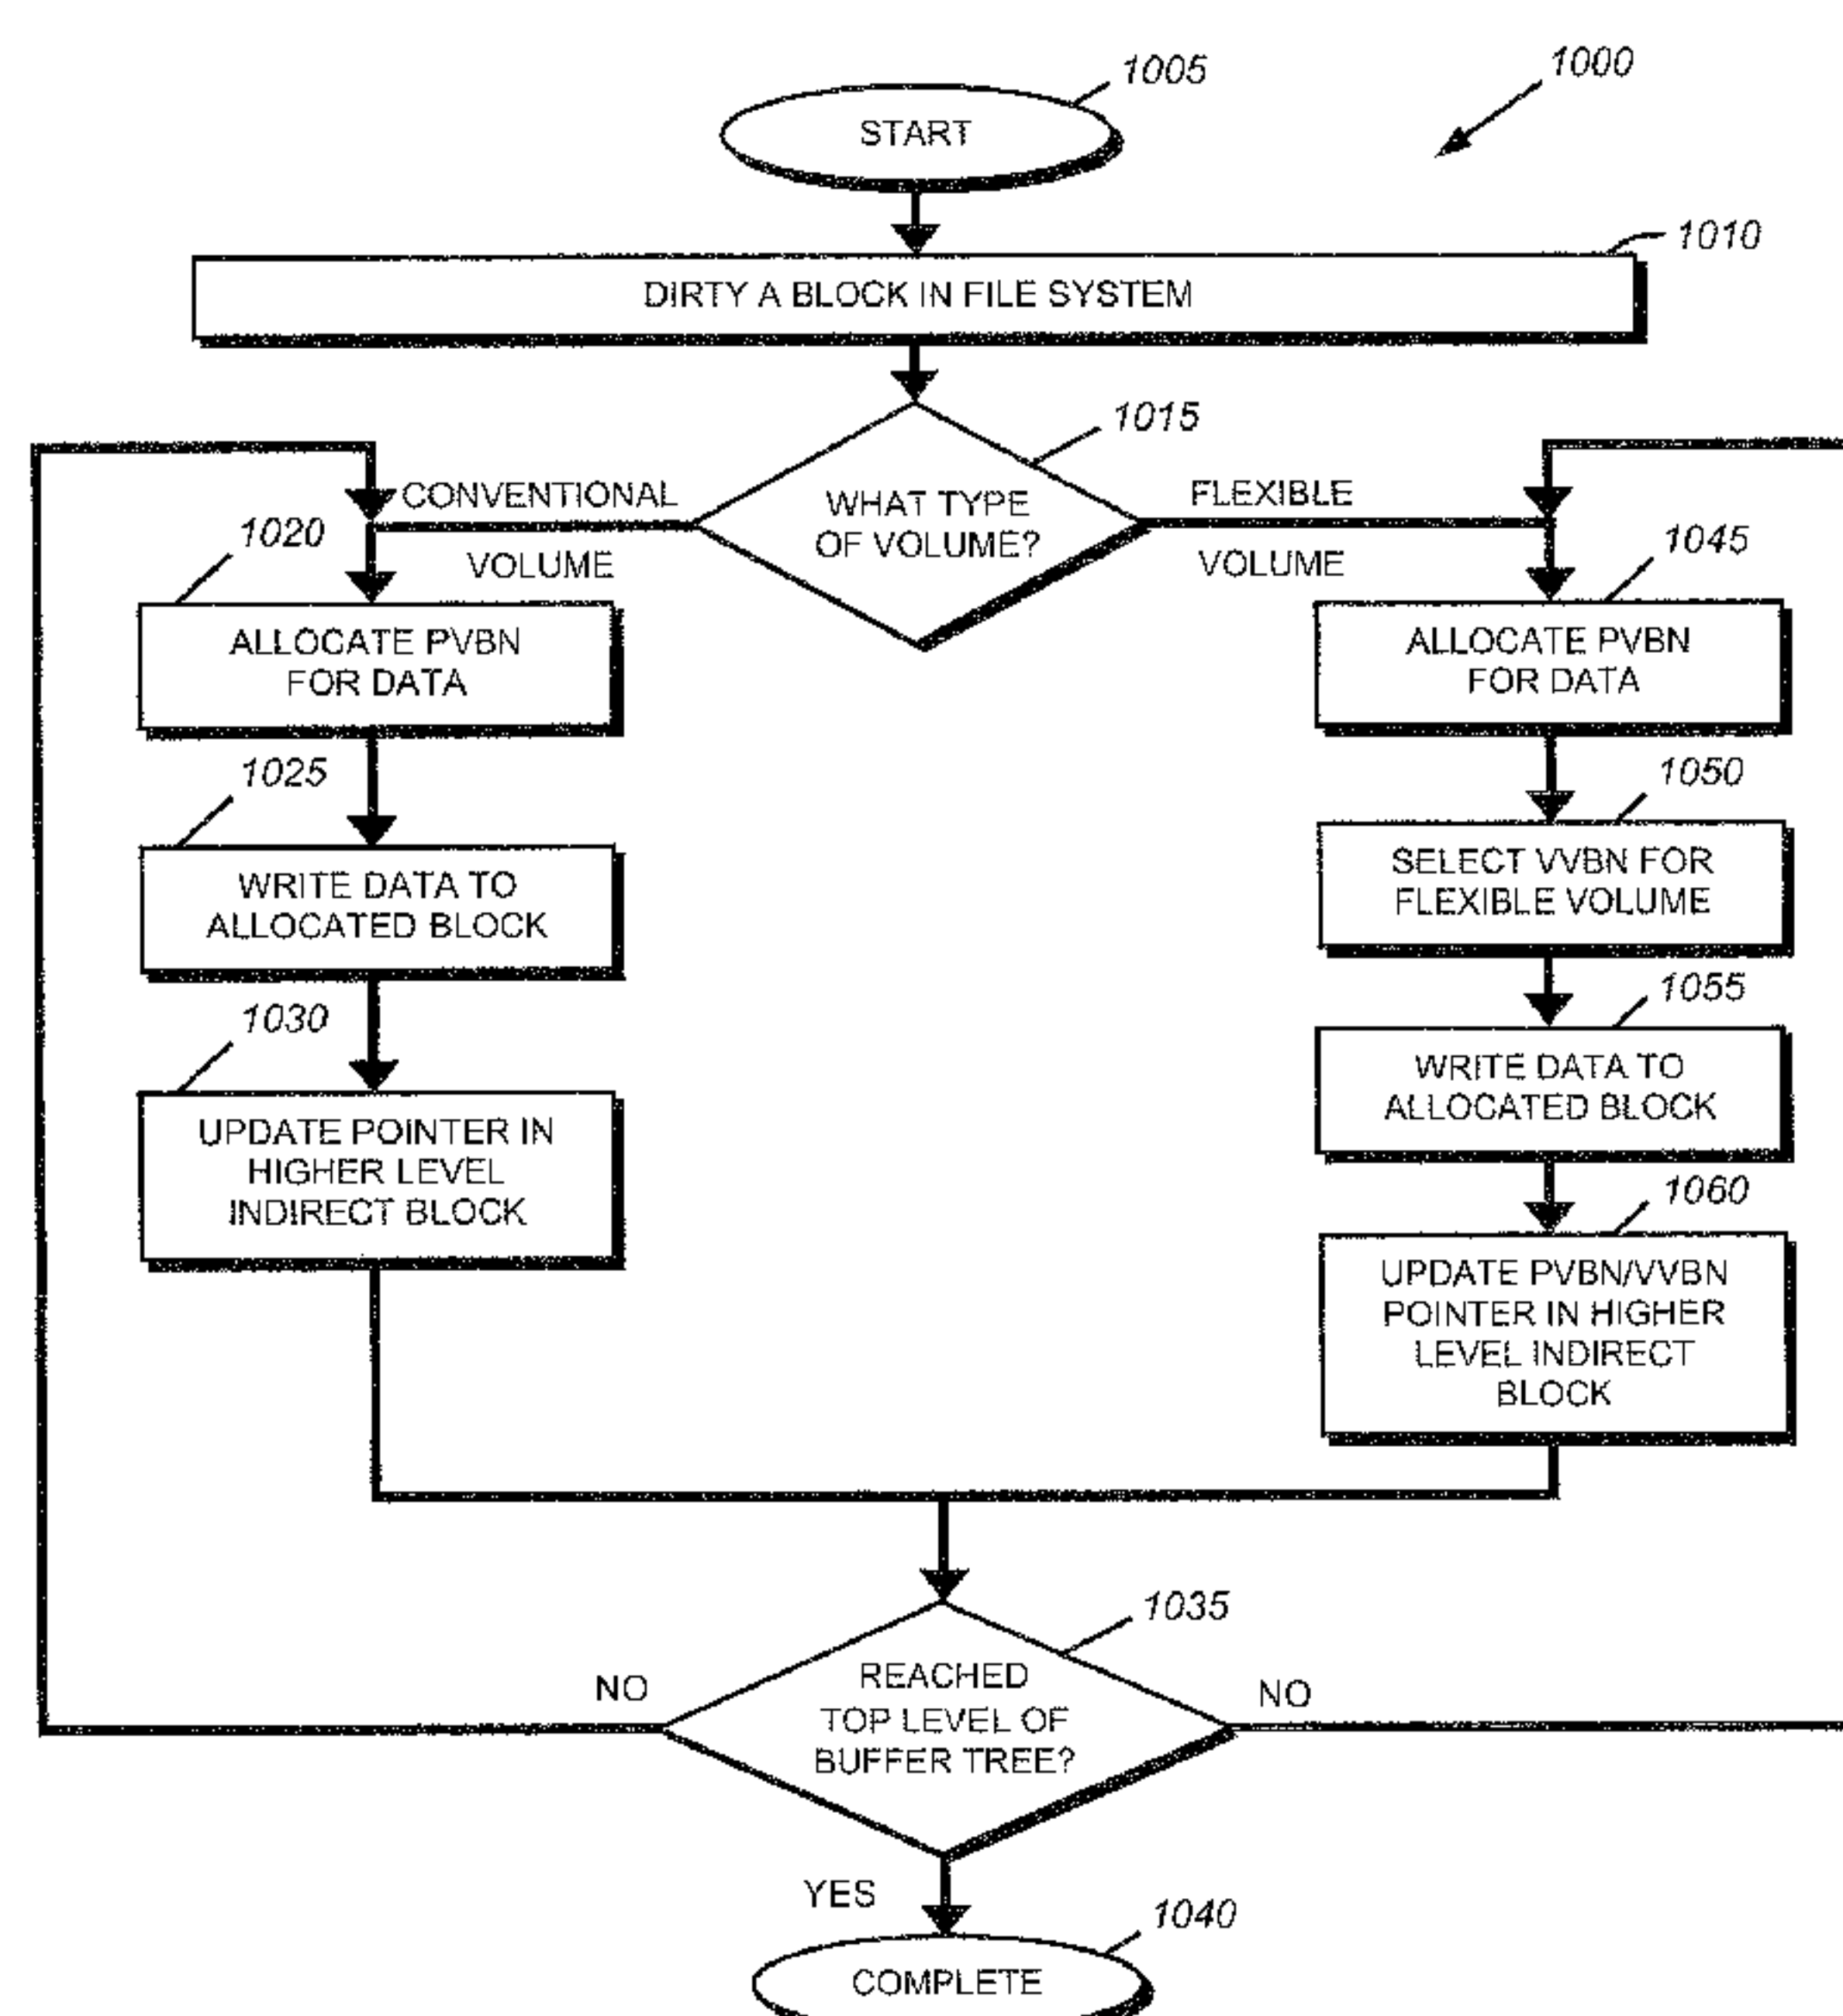 1000
1005
START
1010
DIRTY A BLOCK IN FILE SYSTEM
1015
WHAT TYPE
OF VOLUME?
CONVENTIONAL
VOLUME
FLEXIBLE
VOLUME
1020
ALLOCATE PVBN
FOR DATA
1025
WRITE DATA TO
ALLOCATED BLOCK
1030
UPDATE POINTER IN
HIGHER LEVEL
INDIRECT BLOCK
1045
ALLOCATE PVBN
FOR DATA
1050
SELECT VVBN FOR
FLEXIBLE VOLUME
1055
WRITE DATA TO
ALLOCATED BLOCK
1060
UPDATE PVBN/VVBN
POINTER IN HIGHER
LEVEL INDIRECT
BLOCK
1035
REACHED
TOP LEVEL OF
BUFFER TREE?
NO
NO
YES
1040
COMPLETE